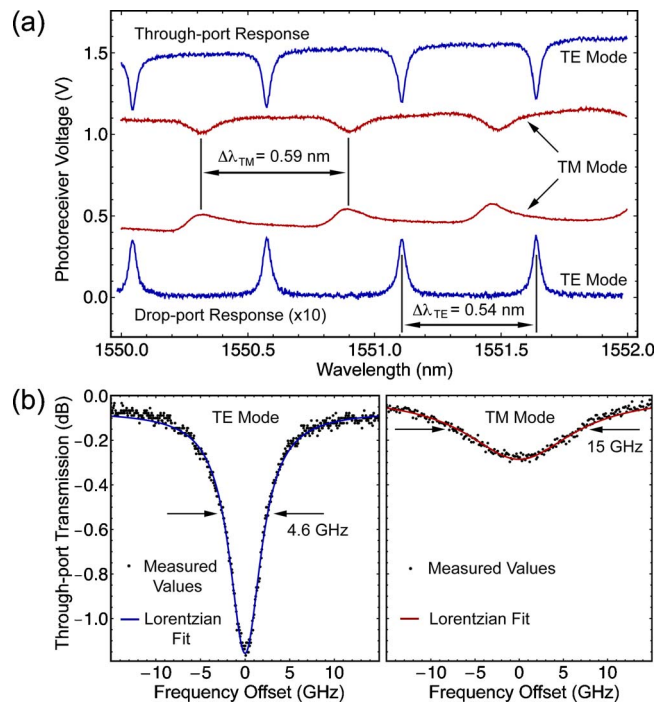 (a)
Through-port Response
TE Mode
TM Mode
Δλ_TM = 0.59 nm
TE Mode
Drop-port Response (x10)
Δλ_TE = 0.54 nm
Photoreceiver Voltage (V)
1.5
1.0
0.5
0.0
1550.0 1550.5 1551.0 1551.5 1552.0
Wavelength (nm)
(b)
Through-port Transmission (dB)
0.0
−0.2
−0.4
−0.6
−0.8
−1.0
TE Mode
4.6 GHz
Measured
Values
Lorentzian
Fit
−10 −5 0 5 10
Frequency Offset (GHz)
TM Mode
15 GHz
Measured Values
Lorentzian Fit
−10 −5 0 5 10
Frequency Offset (GHz)